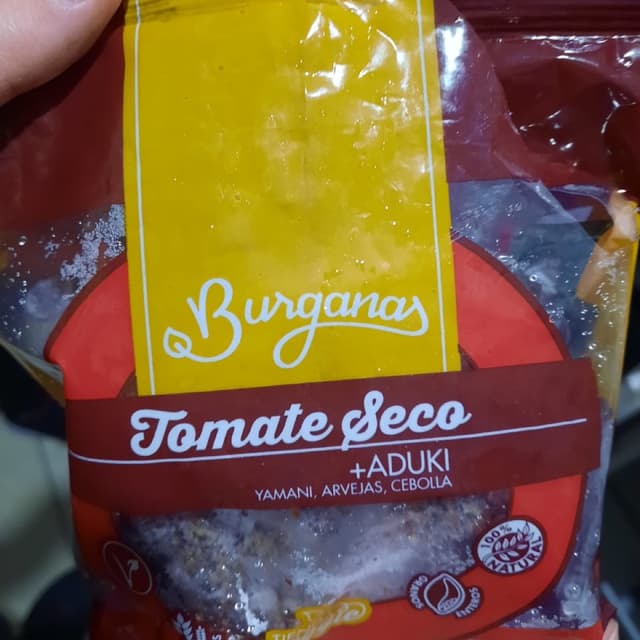 Burganas
Tomate Seco
+ADUKI
YAMANI, ARVEJAS, CEBOLLA
100%
NATURAL